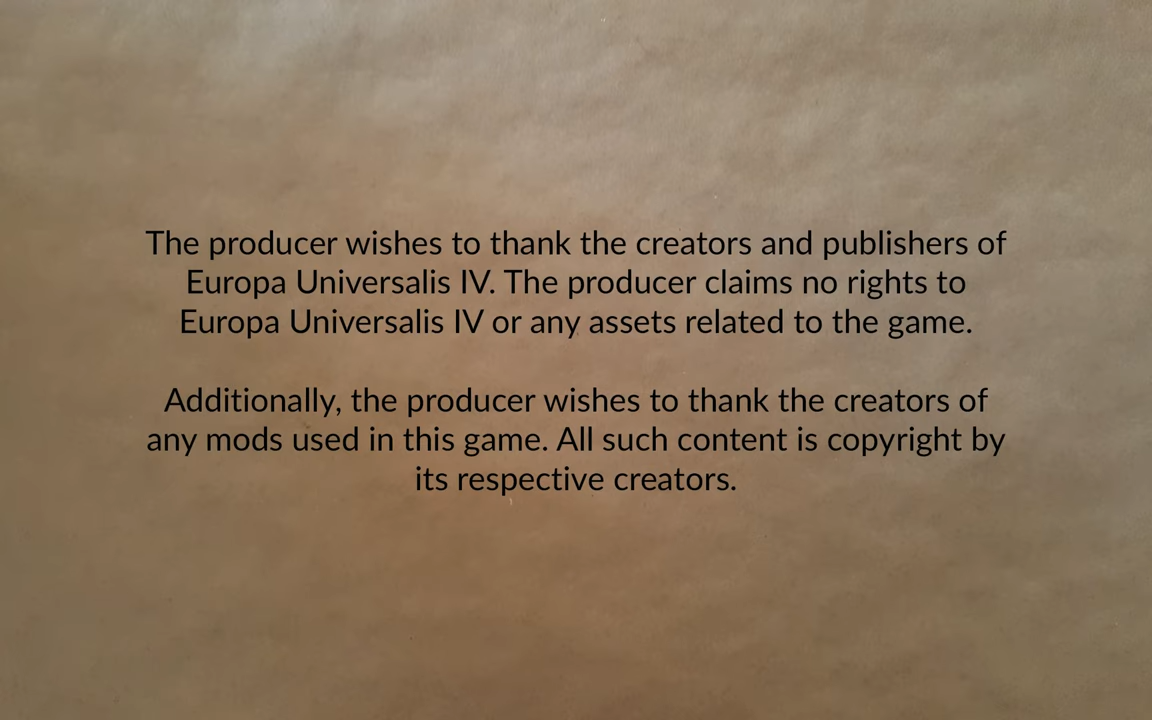 The producer wishes to thank the creators and publishers of
Europa Universalis IV. The producer claims no rights to
Europa Universalis IV or any assets related to the game.
Additionally, the producer wishes to thank the creators of
any mods used in this game. All such content is copyright by
its respective creators.